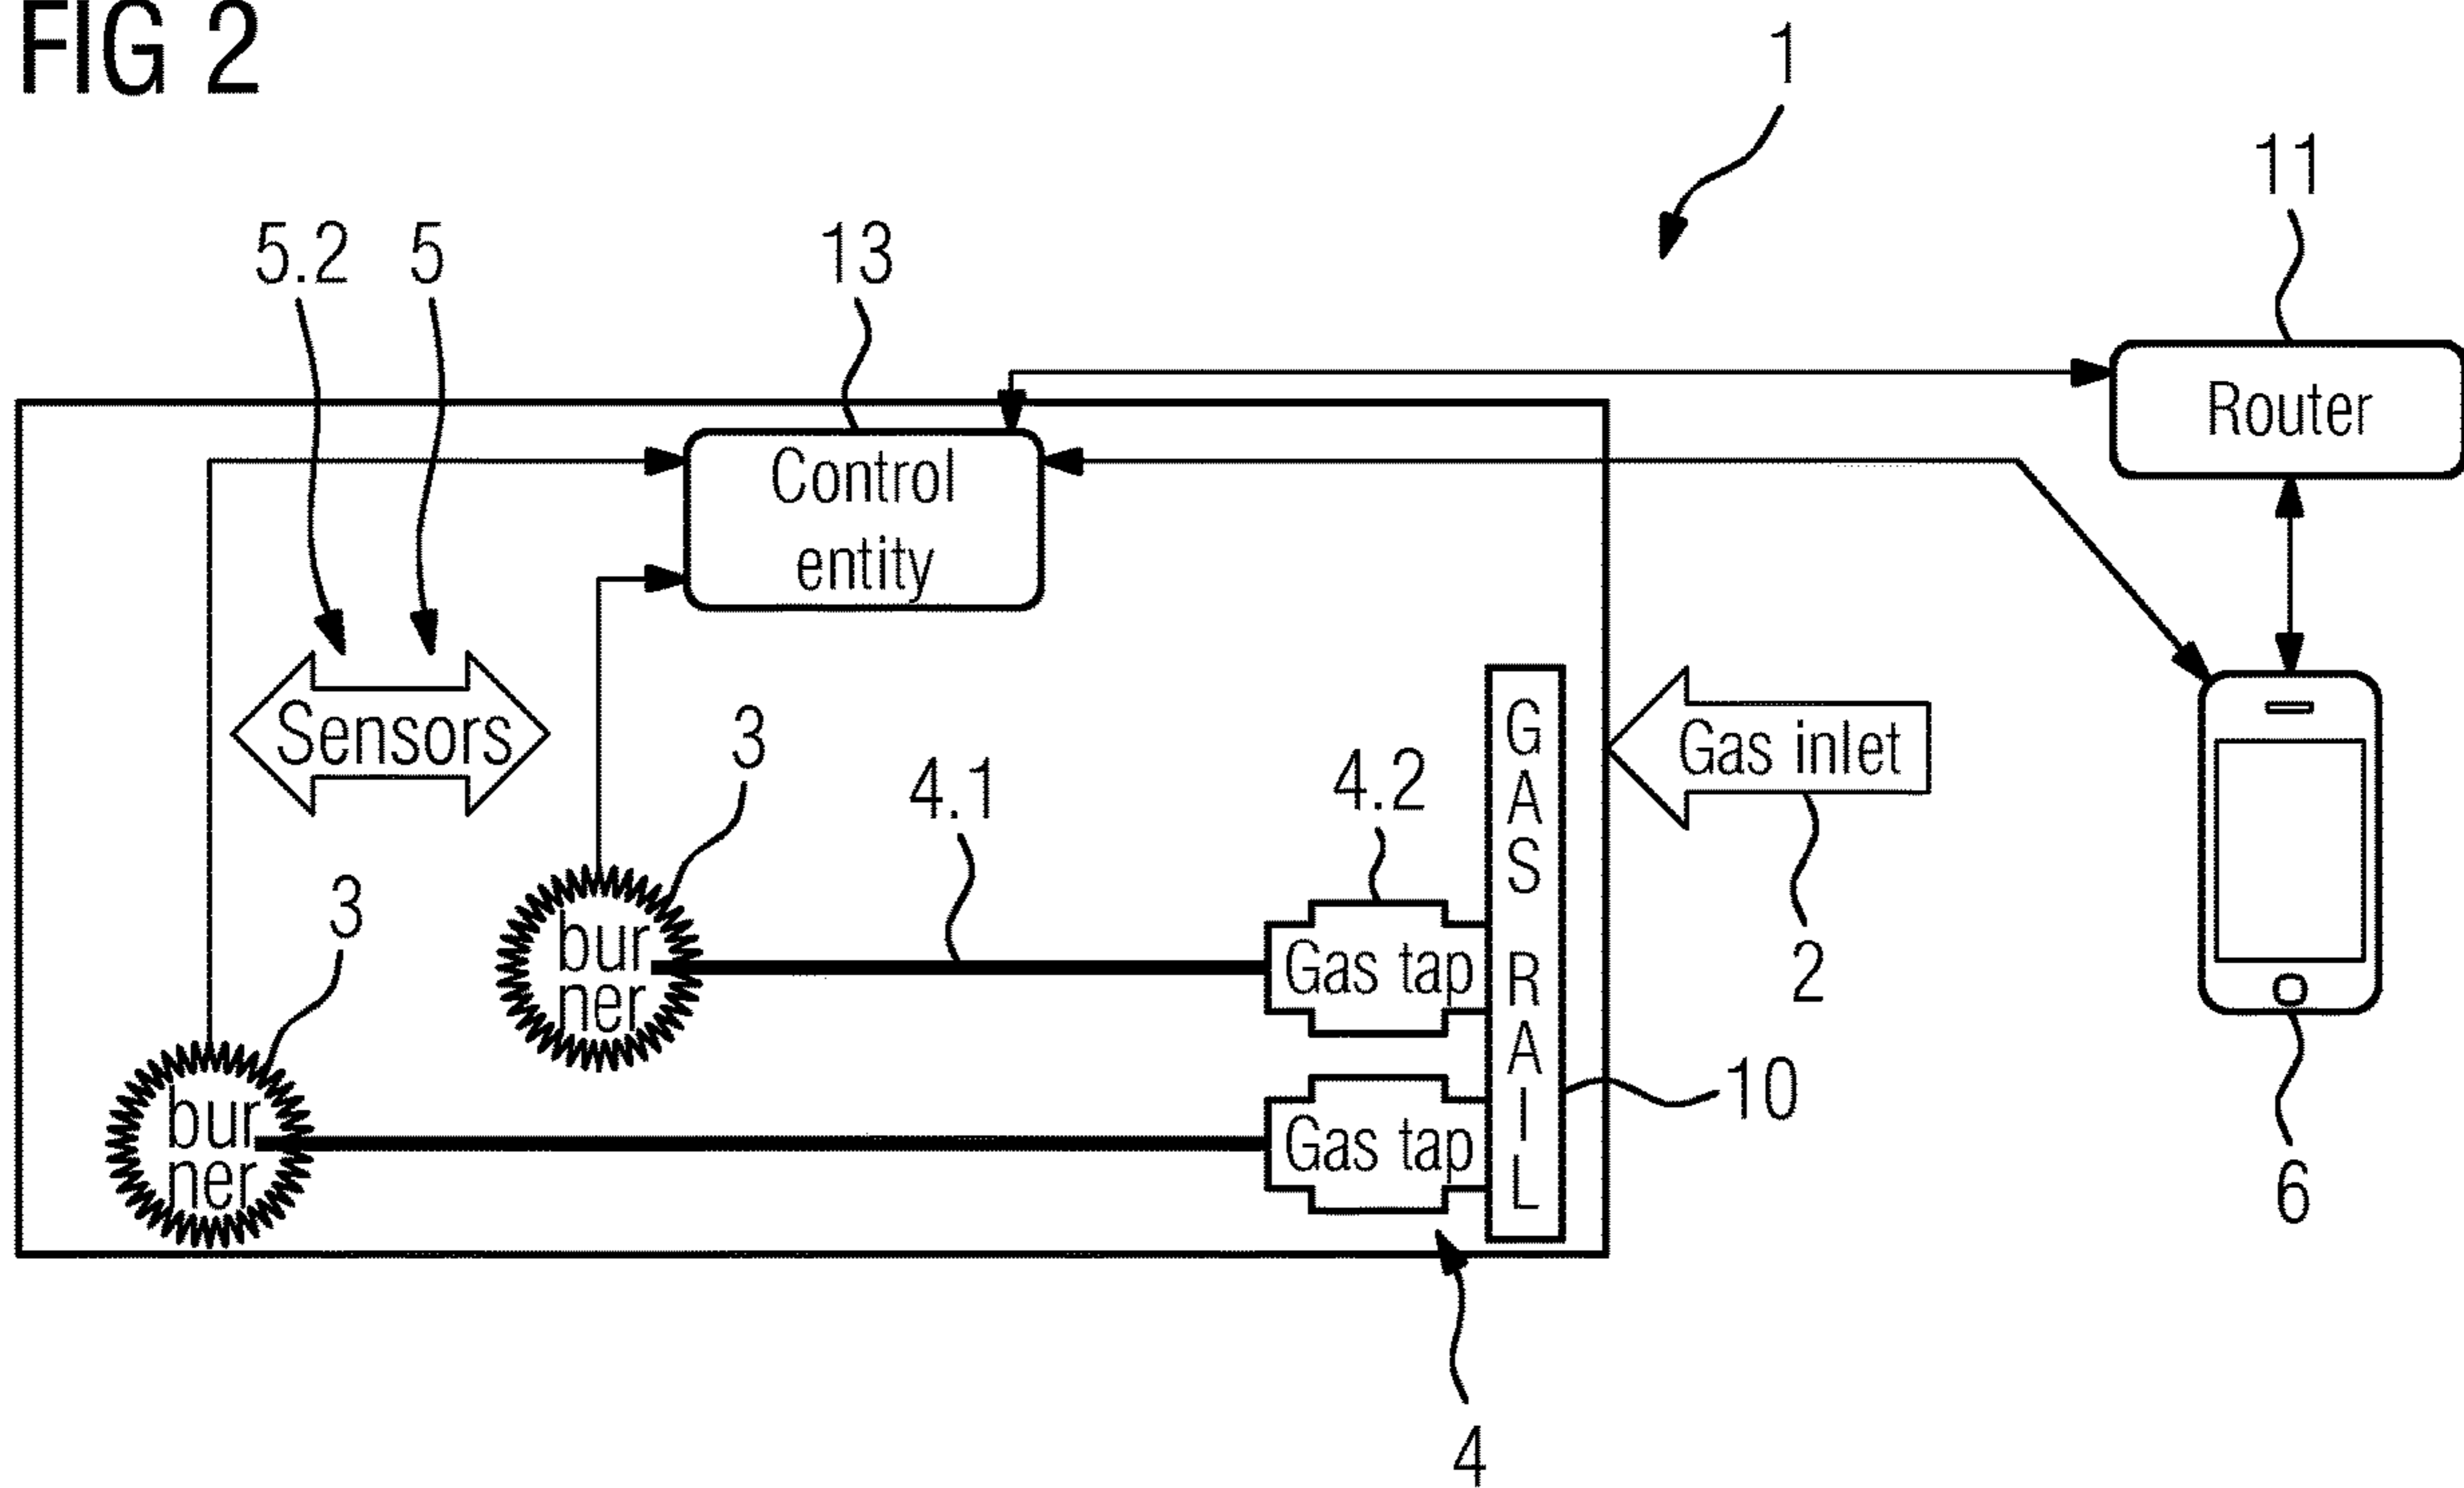 FIG 2
1
11
5.2
5
13
Router
Control
entity
Sensors
3
4.1
4.2
GAS RAIL
Gas inlet
3
bur
ner
Gas tap
2
bur
ner
Gas tap
10
6
4